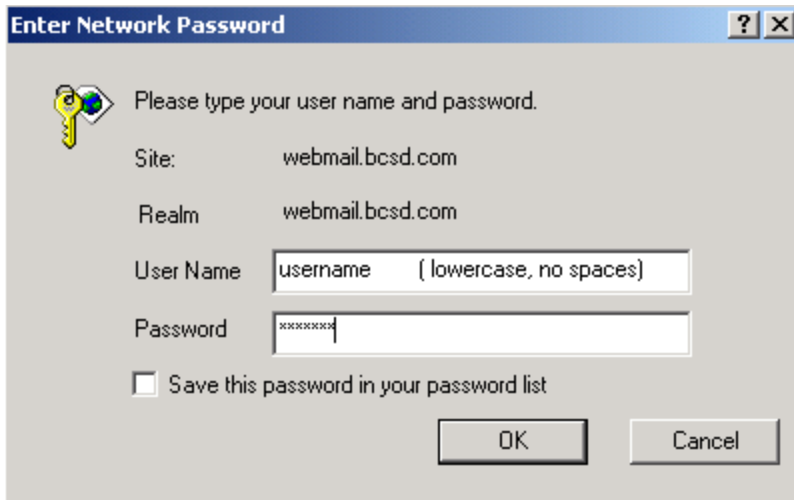 Enter Network Password
Please type your user name and password.
Site: webmail.bcsd.com
Realm webmail.bcsd.com
User Name username ( lowercase, no spaces)
Password xxxxxxx
Save this password in your password list
OK Cancel